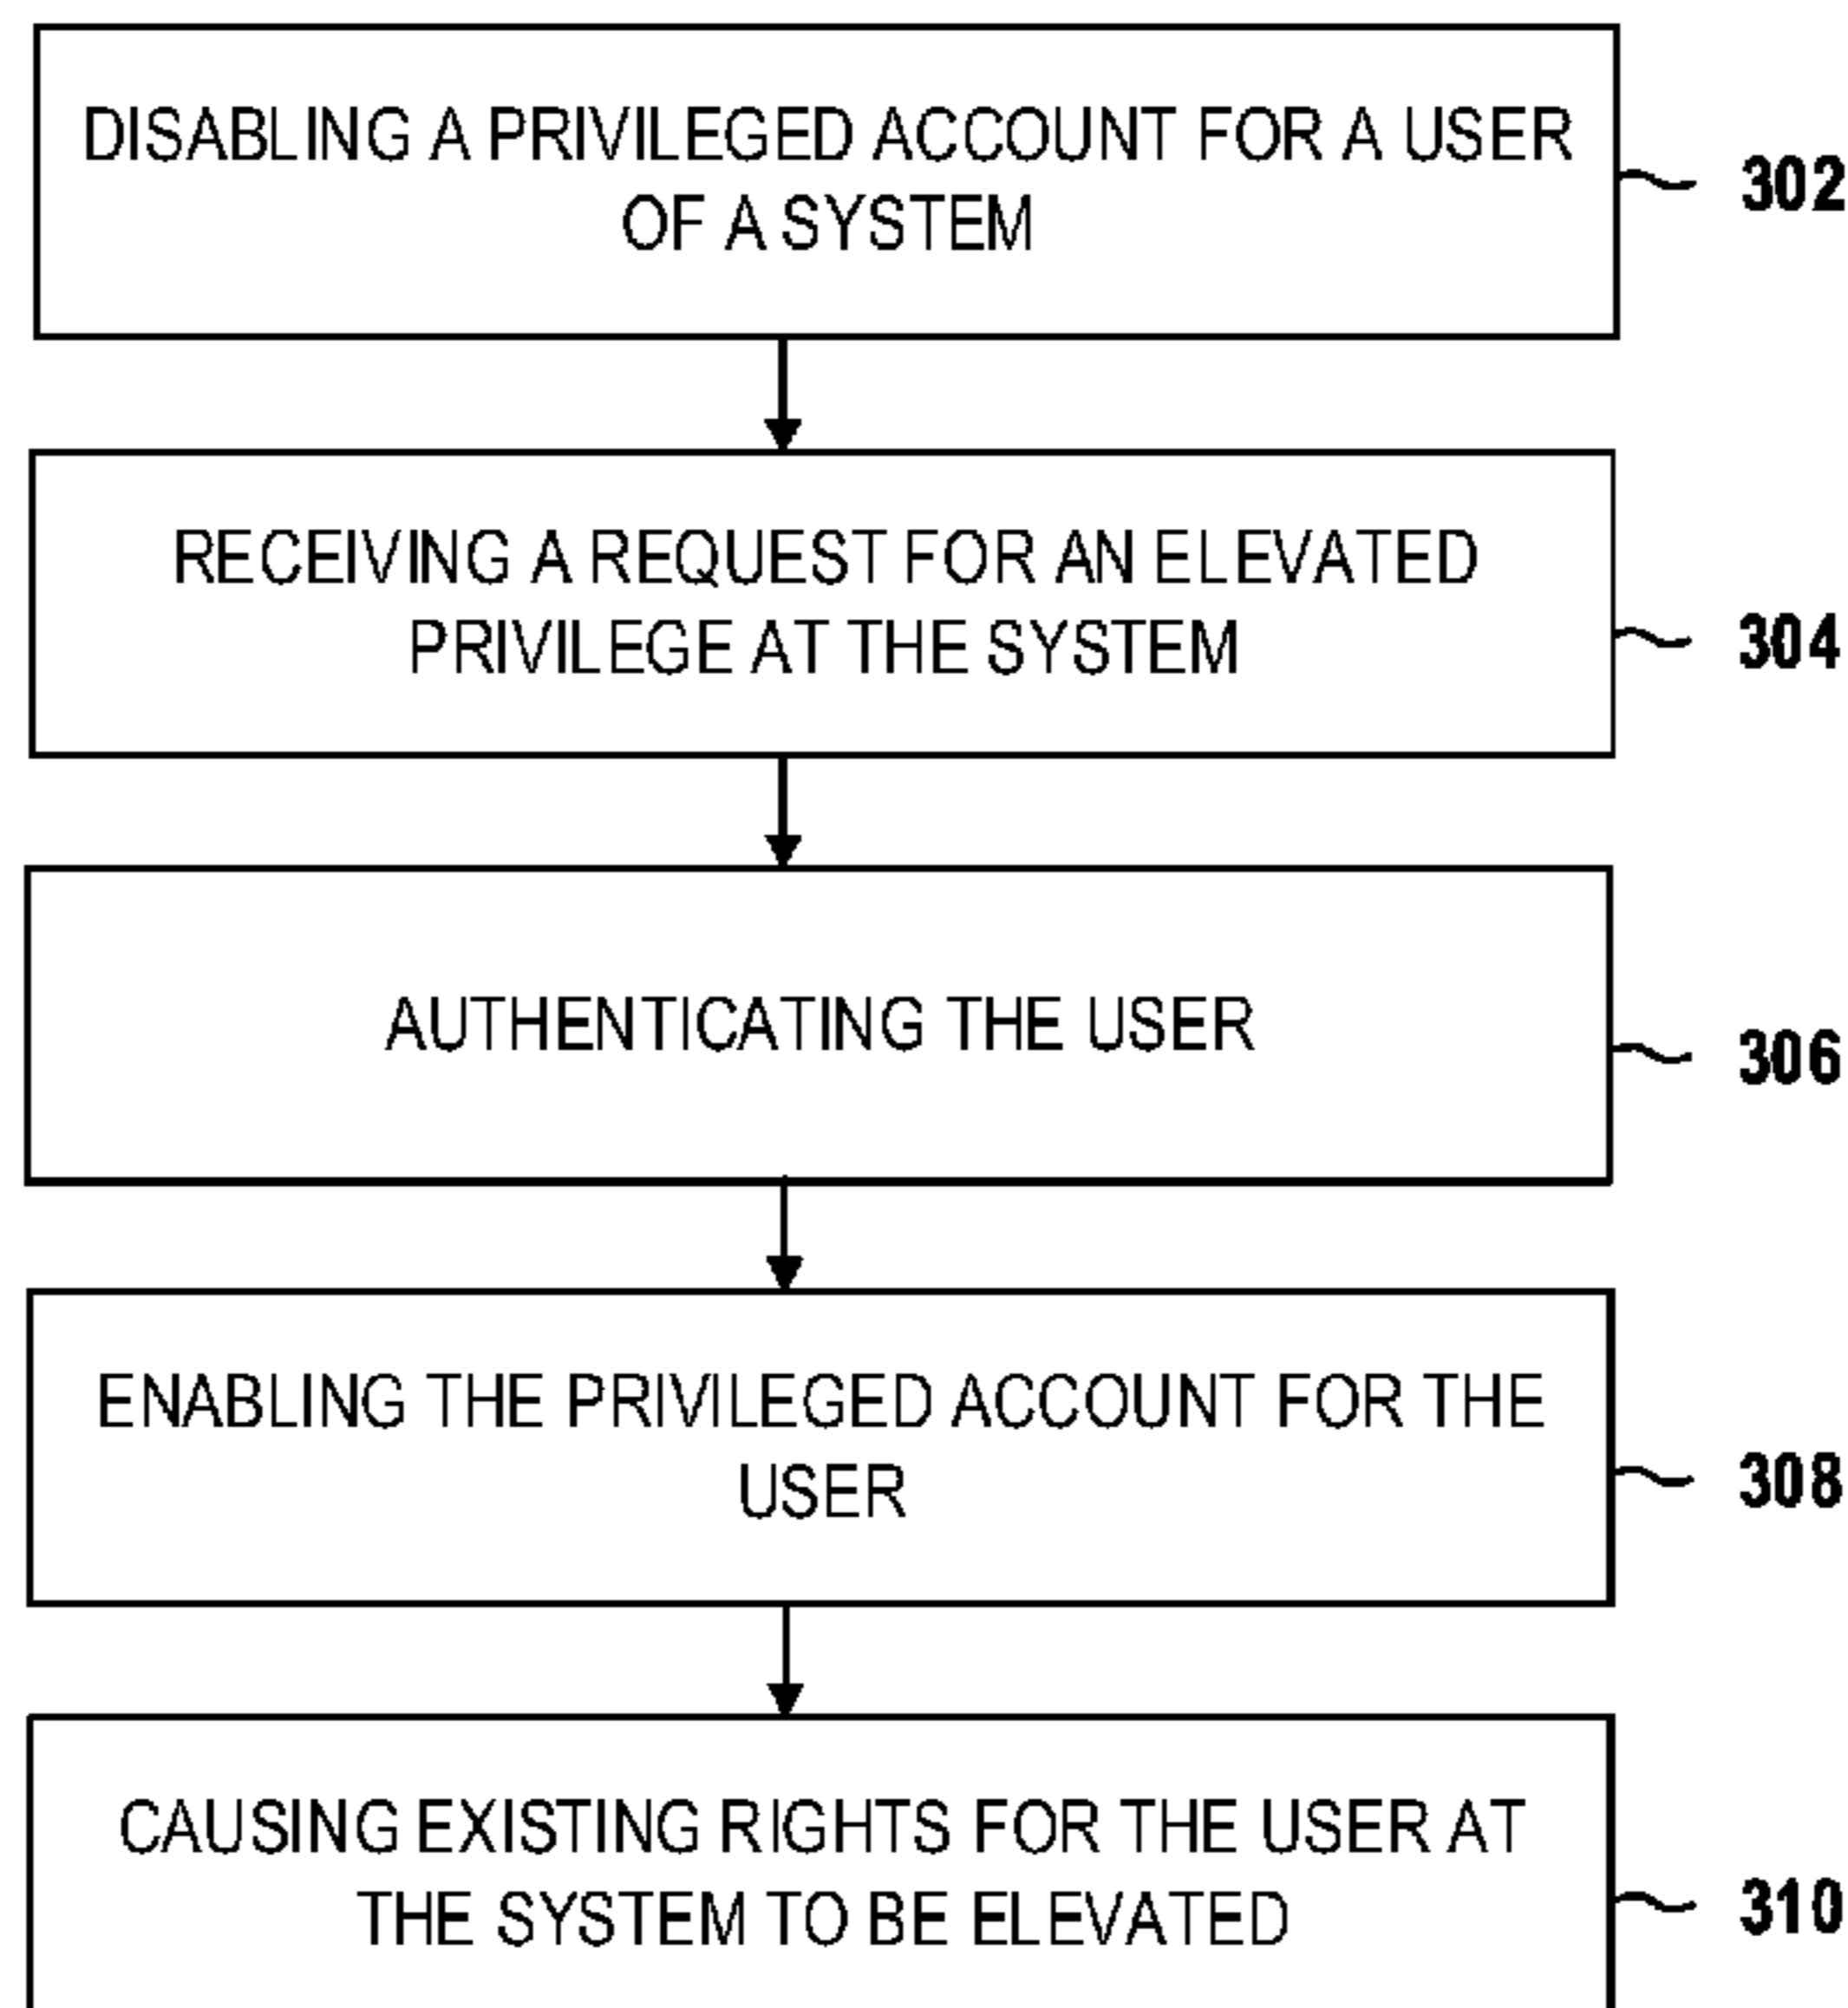 DISABLING A PRIVILEGED ACCOUNT FOR A USER
OF A SYSTEM
302
RECEIVING A REQUEST FOR AN ELEVATED
PRIVILEGE AT THE SYSTEM
304
AUTHENTICATING THE USER
306
ENABLING THE PRIVILEGED ACCOUNT FOR THE
USER
308
CAUSING EXISTING RIGHTS FOR THE USER AT
THE SYSTEM TO BE ELEVATED
310